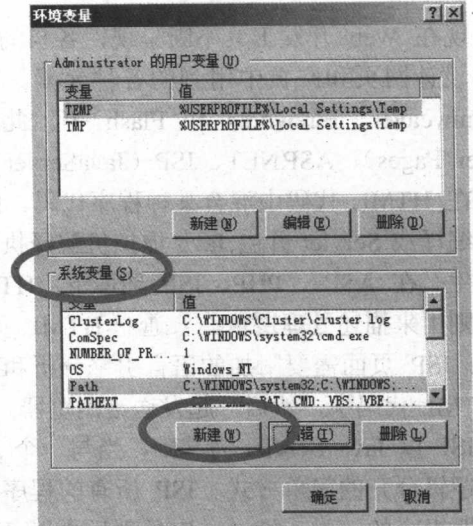 环境变量
Administrator 的用户变量(U)
变量 值
TEMP %USERPROFILE%\Local Settings\Temp
TMP %USERPROFILE%\Local Settings\Temp
新建(N) 编辑(E) 删除(D)
系统变量(S)
变量 值
ClusterLog C:\WINDOWS\Cluster\cluster.log
ComSpec C:\WINDOWS\system32\cmd.exe
NUMBER_OF_PR...
OS Windows_NT
Path C:\WINDOWS\system32;C:\WINDOWS;...
PATHEXT .COM;.EXE;.BAT;.CMD;.VBS;.VBE;...
新建(W) 编辑(I) 删除(L)
确定 取消